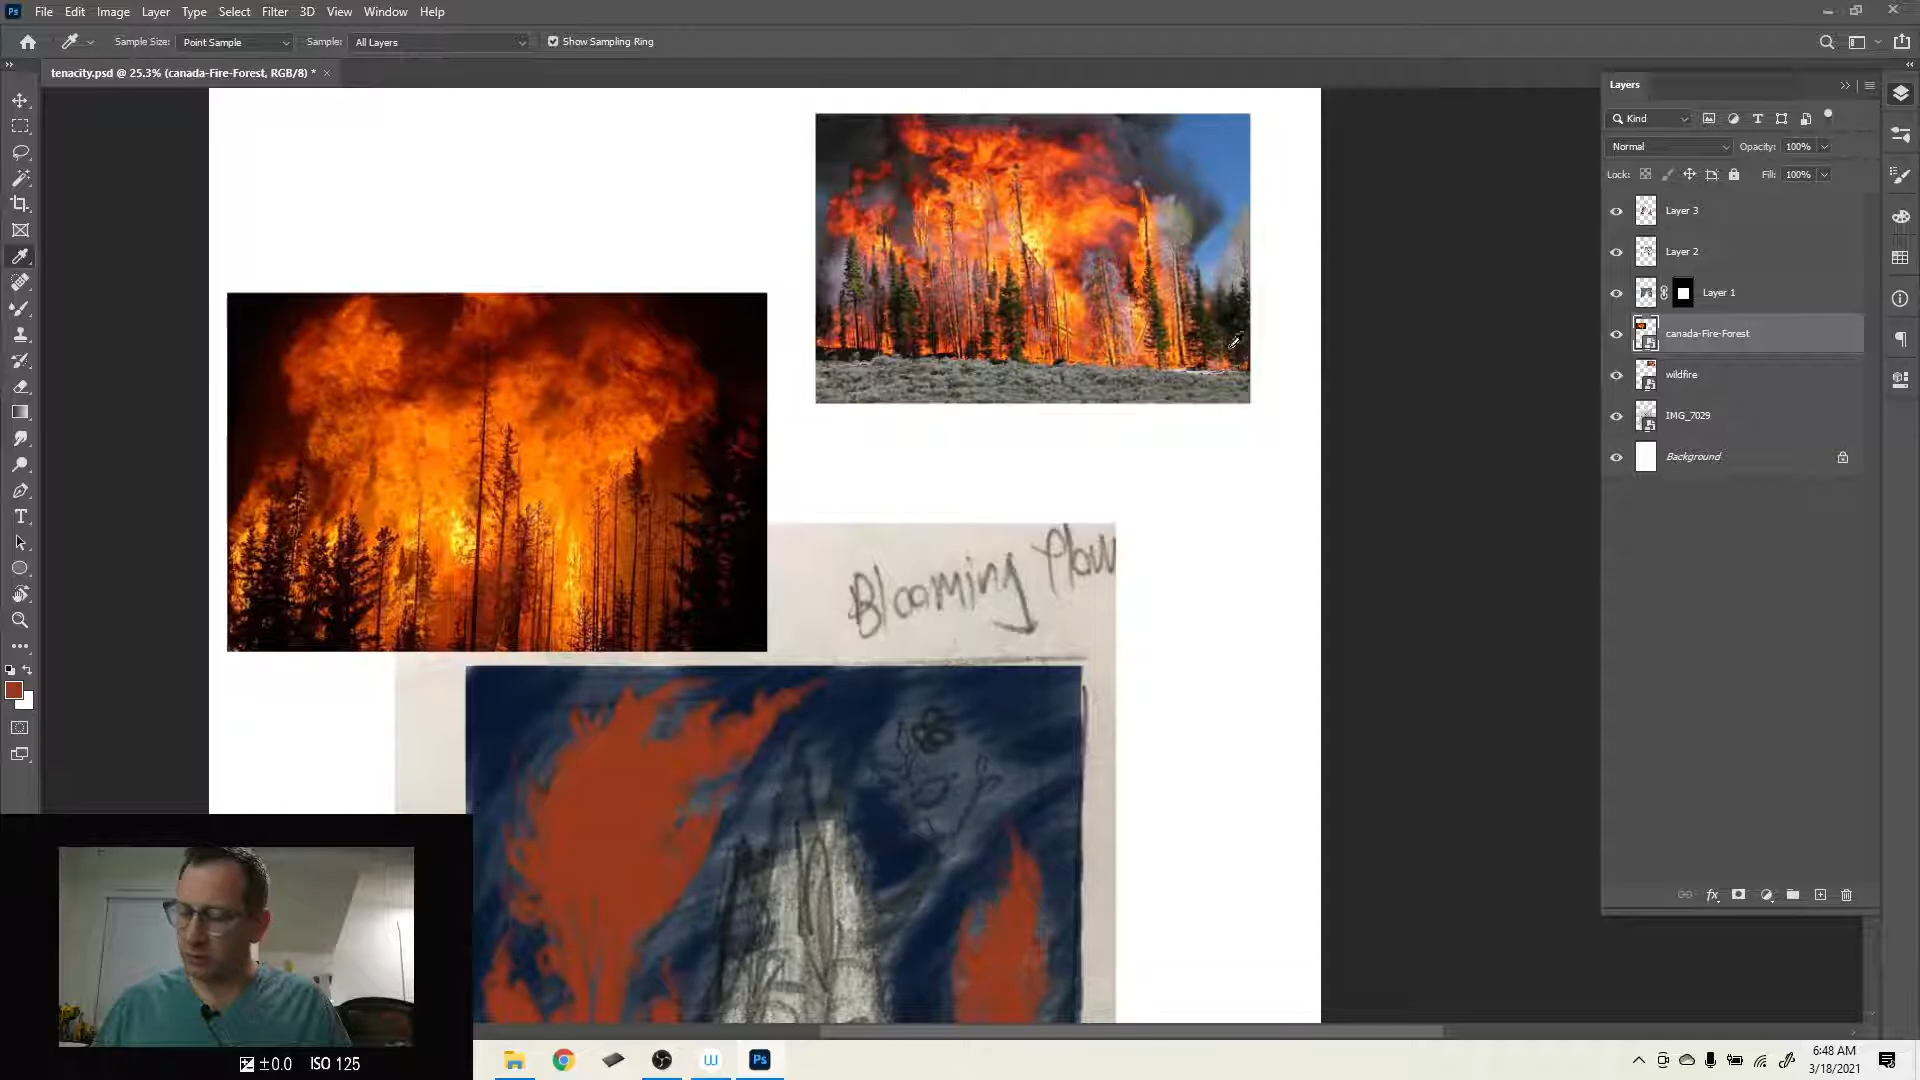 Ps File Edit Image Layer Type Select Filter 3D View Window Help
Sample Size: Point Sample Sample: All Layers Show Sampling Ring
tenacity.psd @ 25.3% (canada-Fire-Forest, RGB/8) * ×
Layers
Kind
Normal Opacity: 100%
Lock: Fill: 100%
Layer 3
Layer 2
Layer 1
canada-Fire-Forest
wildfire
IMG_7029
Background
fx
Blooming
±0.0 ISO 125
Ps
6:48 AM
3/18/2021